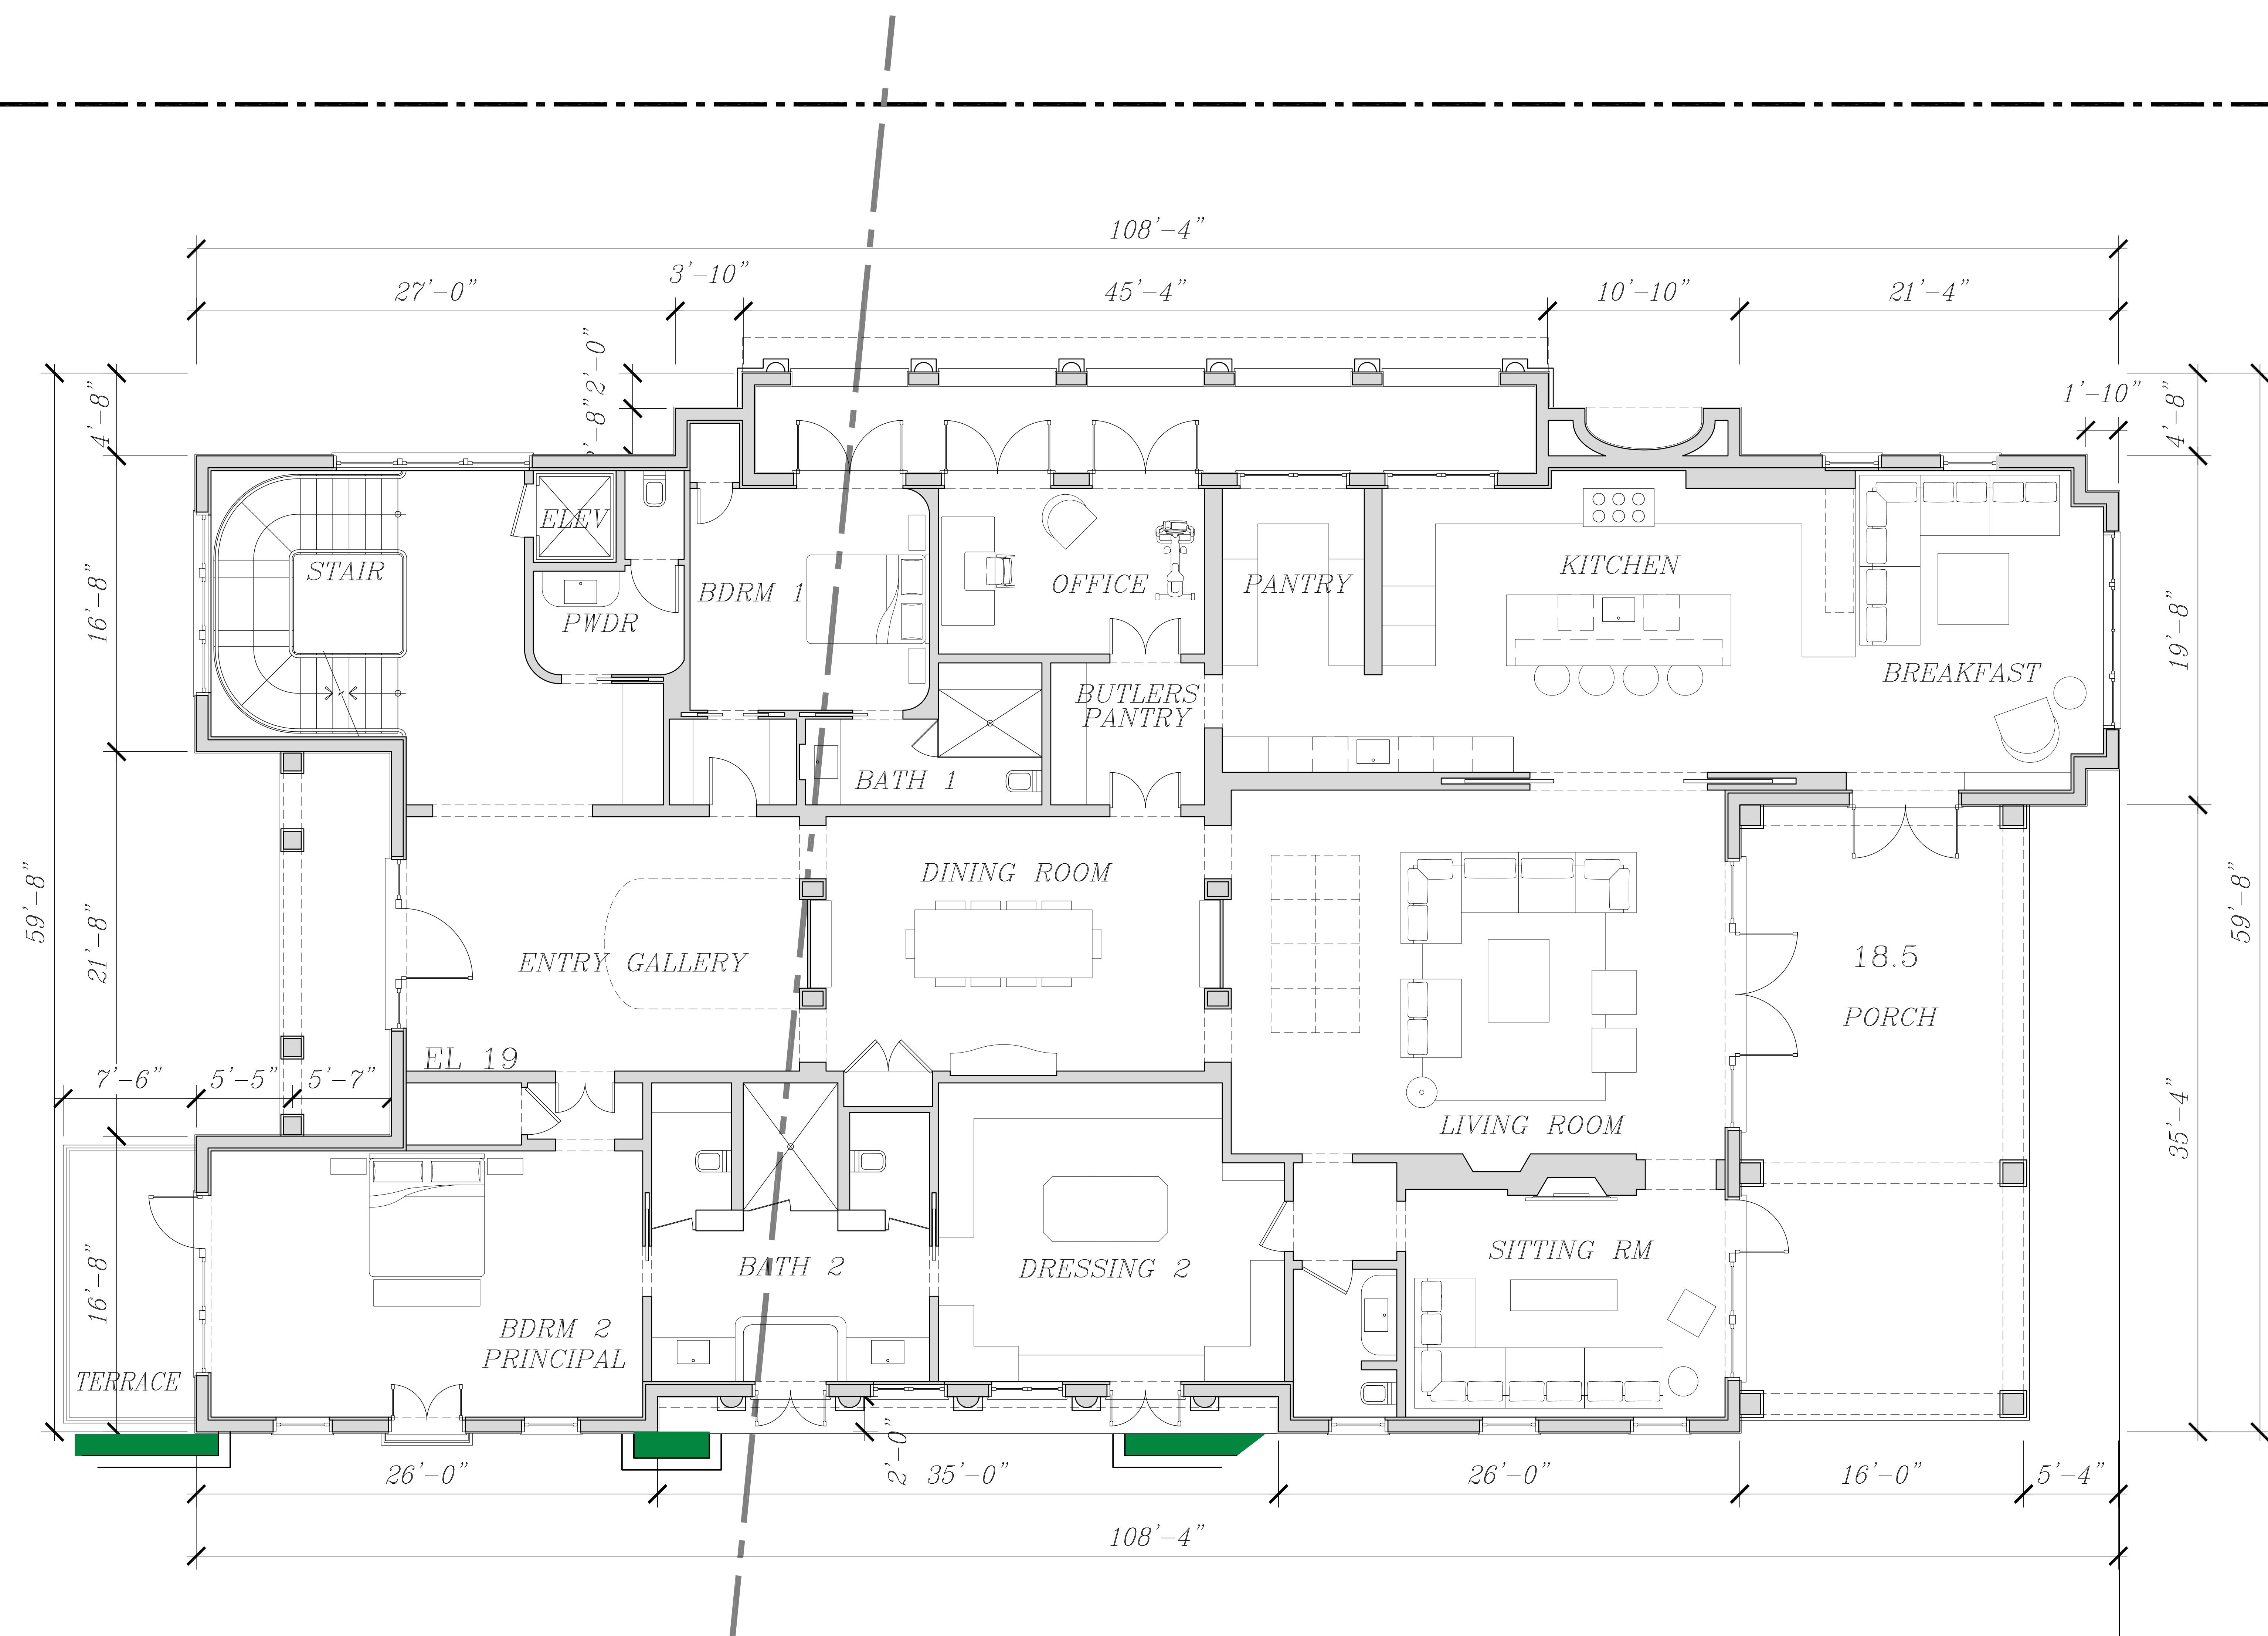 108'-4"
3'-10"
27'-0"
45'-4"
10'-10"
21'-4"
2'-0"
4'-8"
'-8"
1'-10"
4'-8"
ELEV
STAIR
KITCHEN
OFFICE
PANTRY
BDRM 1
16'-8"
PWDR
19'-8"
BREAKFAST
BUTLERS
PANTRY
BATH 1
DINING ROOM
59'-8"
21'-8"
59'-8"
18.5
ENTRY GALLERY
PORCH
EL 19
7'-6"
5'-5"
5'-7"
LIVING ROOM
35'-4"
SITTING RM
BATH 2
DRESSING 2
16'-8"
BDRM 2
PRINCIPAL
TERRACE
26'-0"
2'-0"
35'-0"
26'-0"
16'-0"
5'-4"
108'-4"